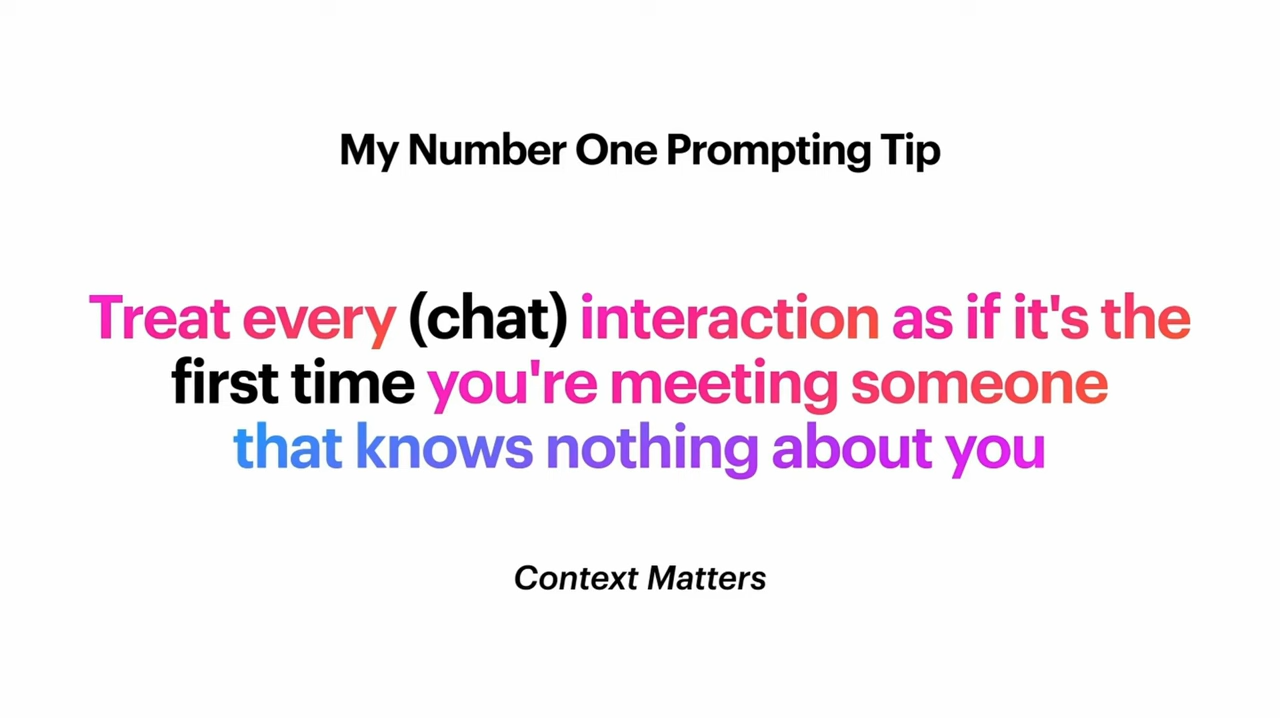 My Number One Prompting Tip
Treat every (chat) interaction as if it's the
first time you're meeting someone
that knows nothing about you
Context Matters